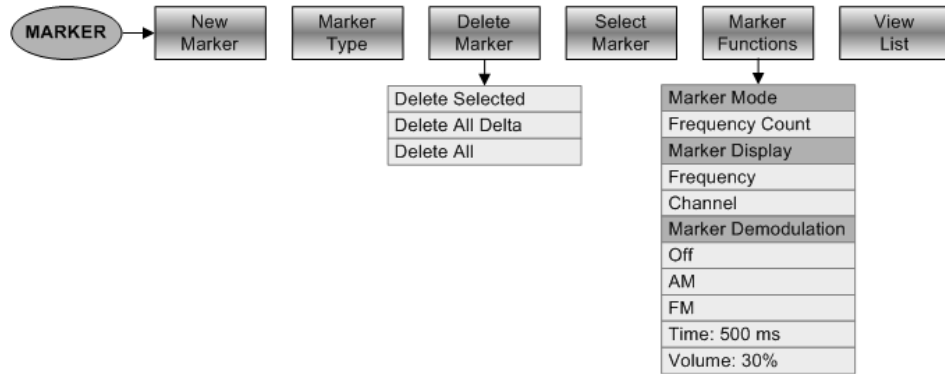 MARKER
New
Marker
Marker
Type
Delete
Marker
Select
Marker
Marker
Functions
View
List
Delete Selected
Delete All Delta
Delete All
Marker Mode
Frequency Count
Marker Display
Frequency
Channel
Marker Demodulation
Off
AM
FM
Time: 500 ms
Volume: 30%